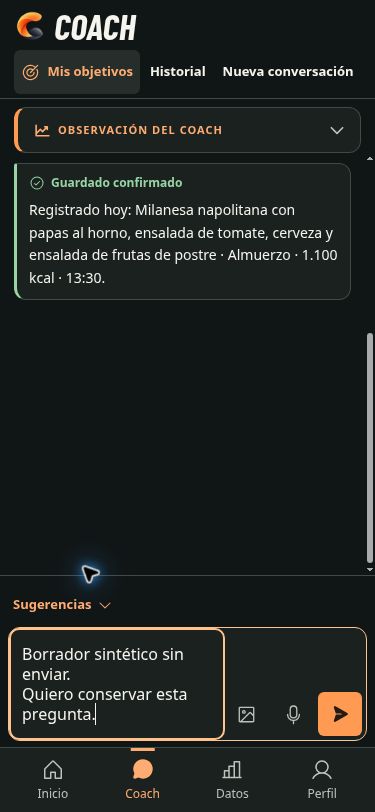 COACH
Mis objetivos
Historial
Nueva conversación
OBSERVACIÓN DEL COACH
Guardado confirmado
Registrado hoy: Milanesa napolitana con
papas al horno, ensalada de tomate, cerveza y
ensalada de frutas de postre · Almuerzo · 1.100
kcal · 13:30.
Sugerencias
Borrador sintético sin
enviar.
Quiero conservar esta
pregunta.
Inicio
Coach
Datos
Perfil